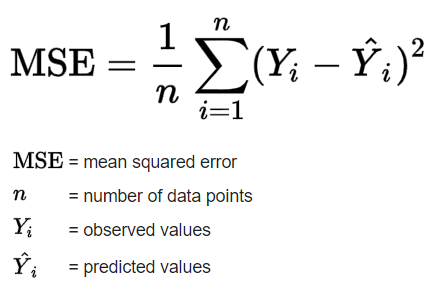 MSE = 1/n ∑_{i=1}^{n} (Y_i − Ŷ_i)^2
MSE = mean squared error
n = number of data points
Y_i = observed values
Ŷ_i = predicted values